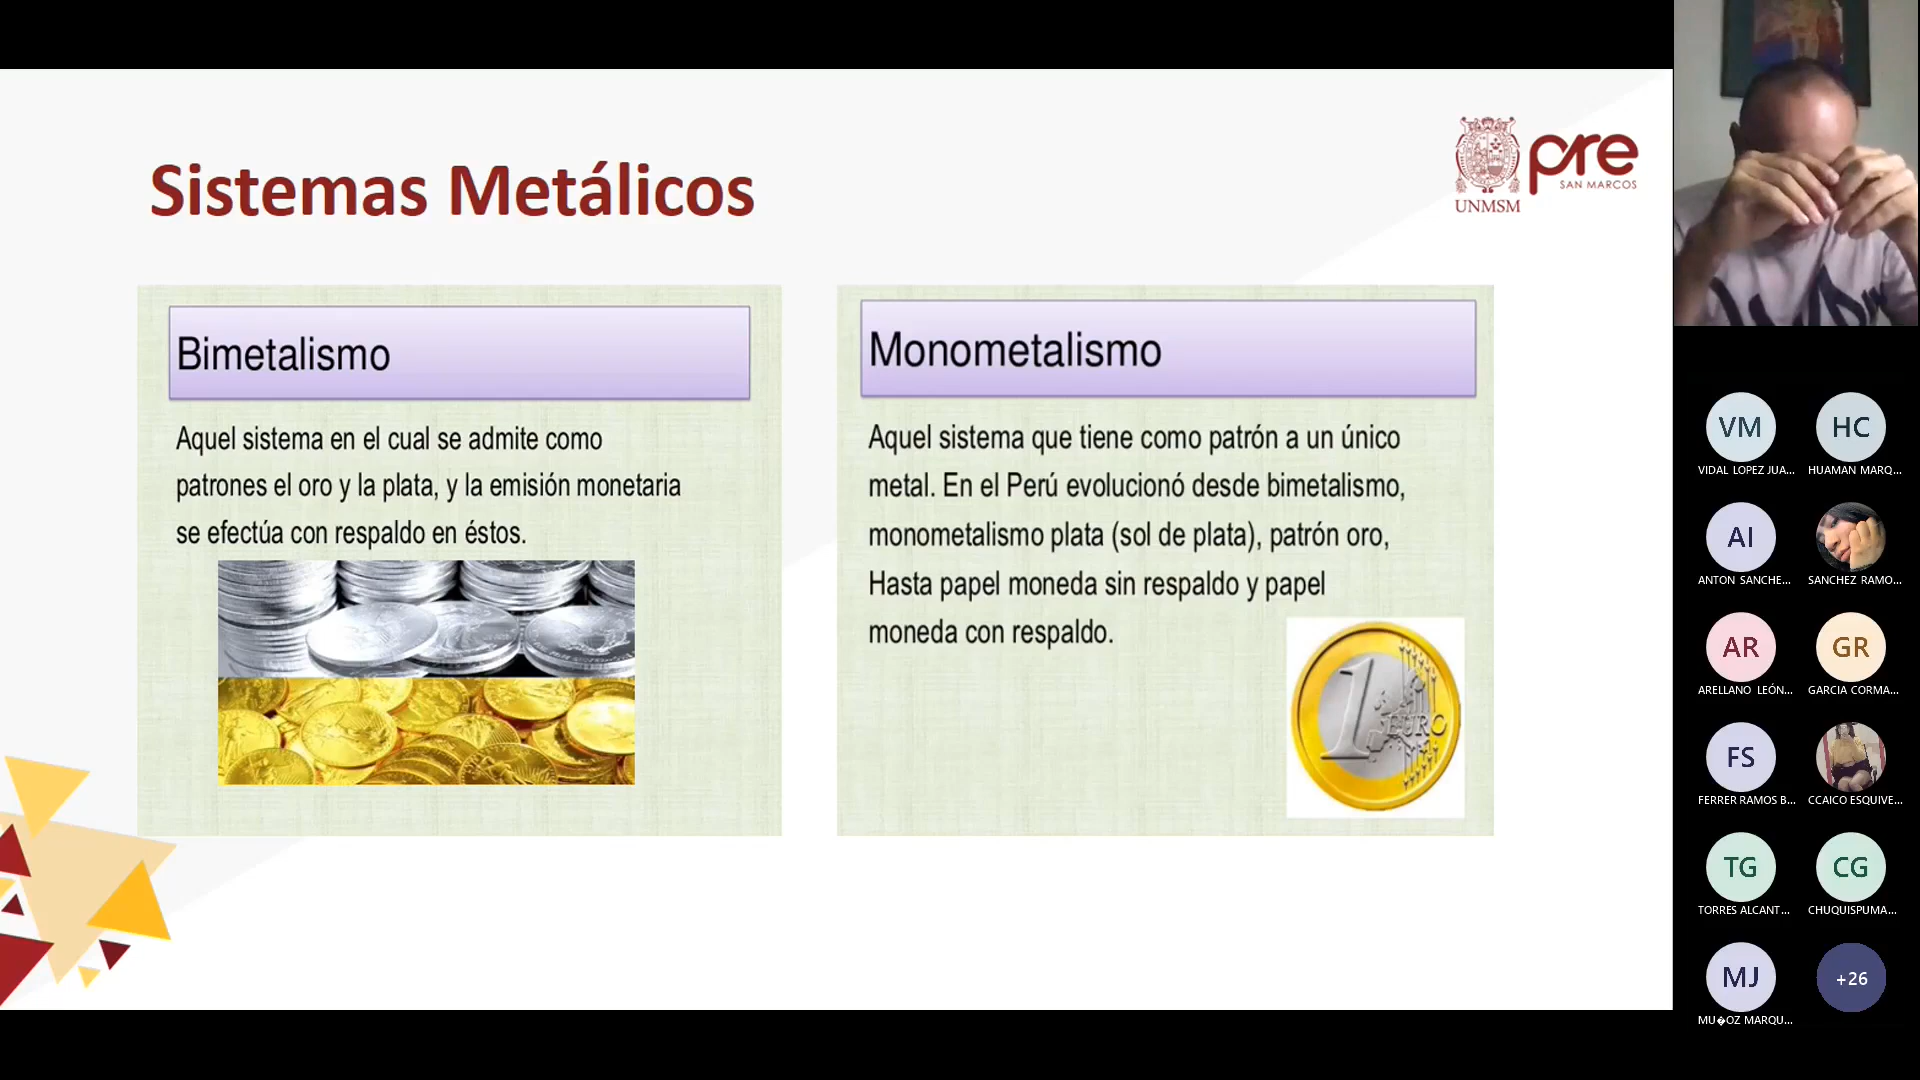 Sistemas Metálicos
UNMSM
pre
SAN MARCOS
Bimetalismo
Aquel sistema en el cual se admite como
patrones el oro y la plata, y la emisión monetaria
se efectúa con respaldo en éstos.
Monometalismo
Aquel sistema que tiene como patrón a un único
metal. En el Perú evolucionó desde bimetalismo,
monometalismo plata (sol de plata), patrón oro,
Hasta papel moneda sin respaldo y papel
moneda con respaldo.
1 EURO
VM
VIDAL LOPEZ JUA...
HC
HUAMAN MARQ...
AI
ANTON SANCHE...
SANCHEZ RAMO...
AR
ARELLANO LEÓN...
GR
GARCIA CORMA...
FS
FERRER RAMOS B...
CCAICO ESQUIVE...
TG
TORRES ALCANT...
CG
CHUQUISPUMA...
MJ
MU�OZ MARQU...
+26